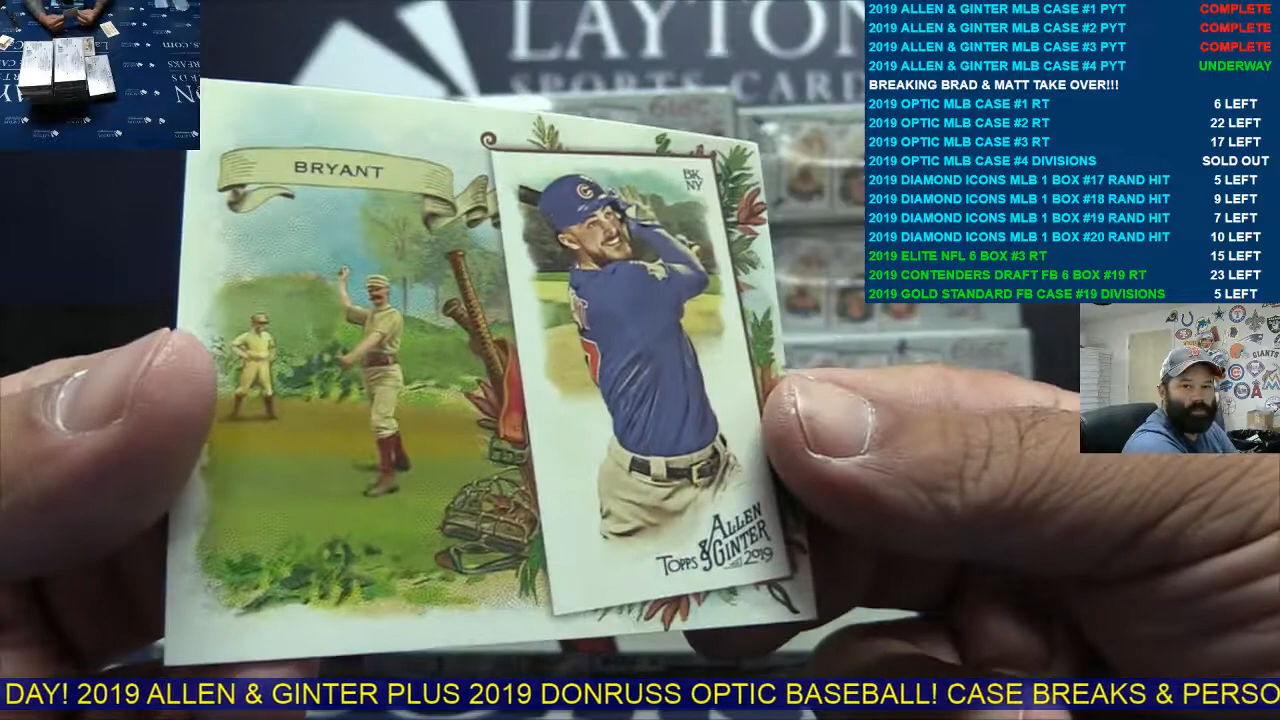 LAYTON
SPORTS CARD
2019 ALLEN & GINTER MLB CASE #1 PYT COMPLETE
2019 ALLEN & GINTER MLB CASE #2 PYT COMPLETE
2019 ALLEN & GINTER MLB CASE #3 PYT COMPLETE
2019 ALLEN & GINTER MLB CASE #4 PYT UNDERWAY
BREAKING BRAD & MATT TAKE OVER!!!
2019 OPTIC MLB CASE #1 RT 6 LEFT
2019 OPTIC MLB CASE #2 RT 22 LEFT
2019 OPTIC MLB CASE #3 RT 17 LEFT
2019 OPTIC MLB CASE #4 DIVISIONS SOLD OUT
2019 DIAMOND ICONS MLB 1 BOX #17 RAND HIT 5 LEFT
2019 DIAMOND ICONS MLB 1 BOX #18 RAND HIT 9 LEFT
2019 DIAMOND ICONS MLB 1 BOX #19 RAND HIT 7 LEFT
2019 DIAMOND ICONS MLB 1 BOX #20 RAND HIT 10 LEFT
2019 ELITE NFL 6 BOX #3 RT 15 LEFT
2019 CONTENDERS DRAFT FB 6 BOX #19 RT 23 LEFT
2019 GOLD STANDARD FB CASE #19 DIVISIONS 5 LEFT
BRYANT
BK,
NY
C
TOPPS & ALLEN GINTER 2019
GIANTS
DAY! 2019 ALLEN & GINTER PLUS 2019 DONRUSS OPTIC BASEBALL! CASE BREAKS & PERSO